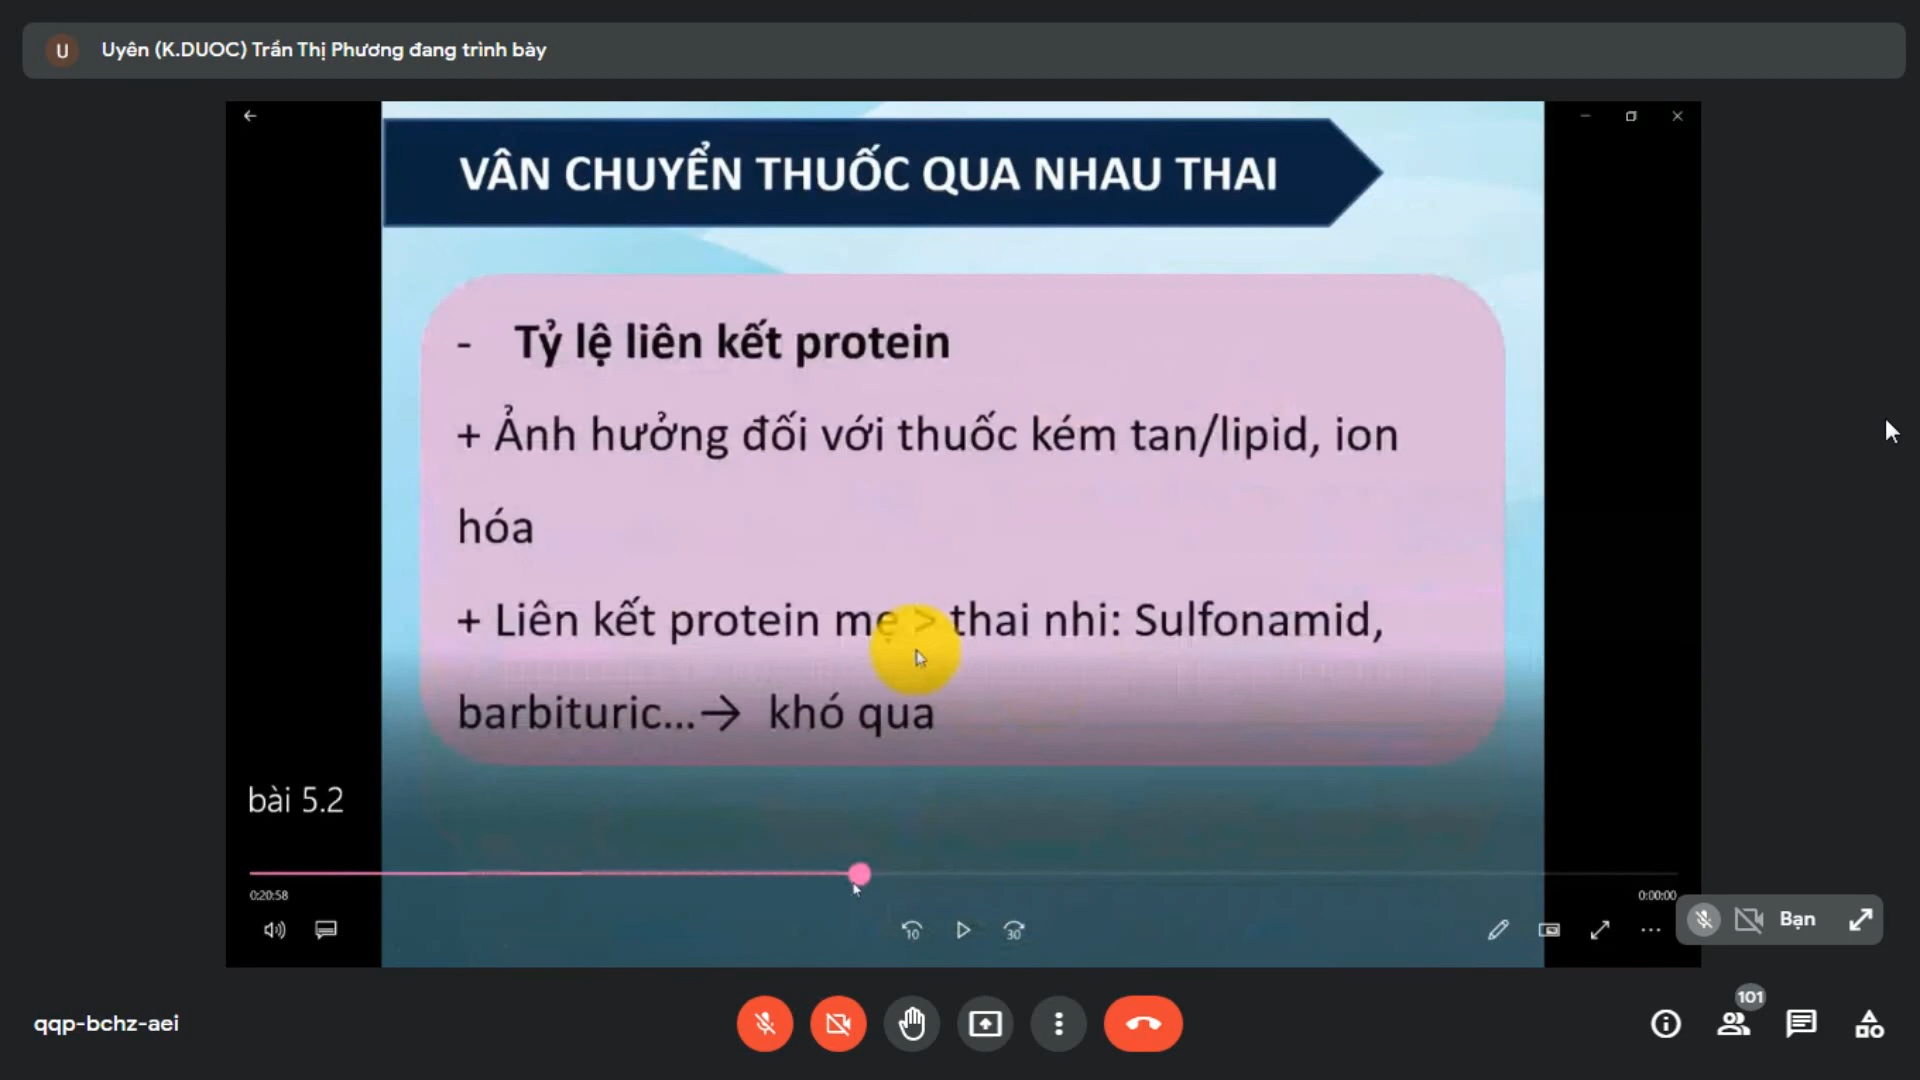 U
Uyên (K.DUOC) Trần Thị Phương đang trình bày
VÂN CHUYỂN THUỐC QUA NHAU THAI
- Tỷ lệ liên kết protein
+ Ảnh hưởng đối với thuốc kém tan/lipid, ion
hóa
+ Liên kết protein mẹ > thai nhi: Sulfonamid,
barbituric...→ khó qua
bài 5.2
0:20:58
0:00:00
10
30
Bạn
qqp-bchz-aei
101